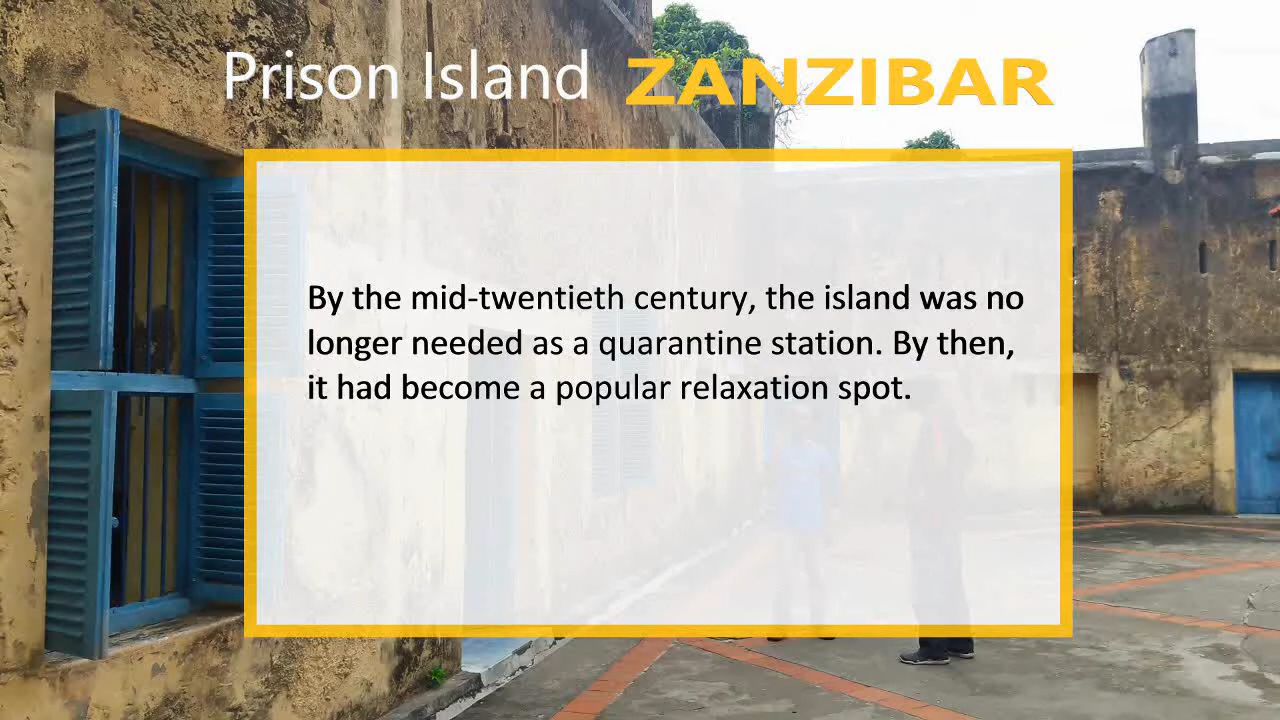 Prison Island ZANZIBAR
By the mid-twentieth century, the island was no
longer needed as a quarantine station. By then,
it had become a popular relaxation spot.